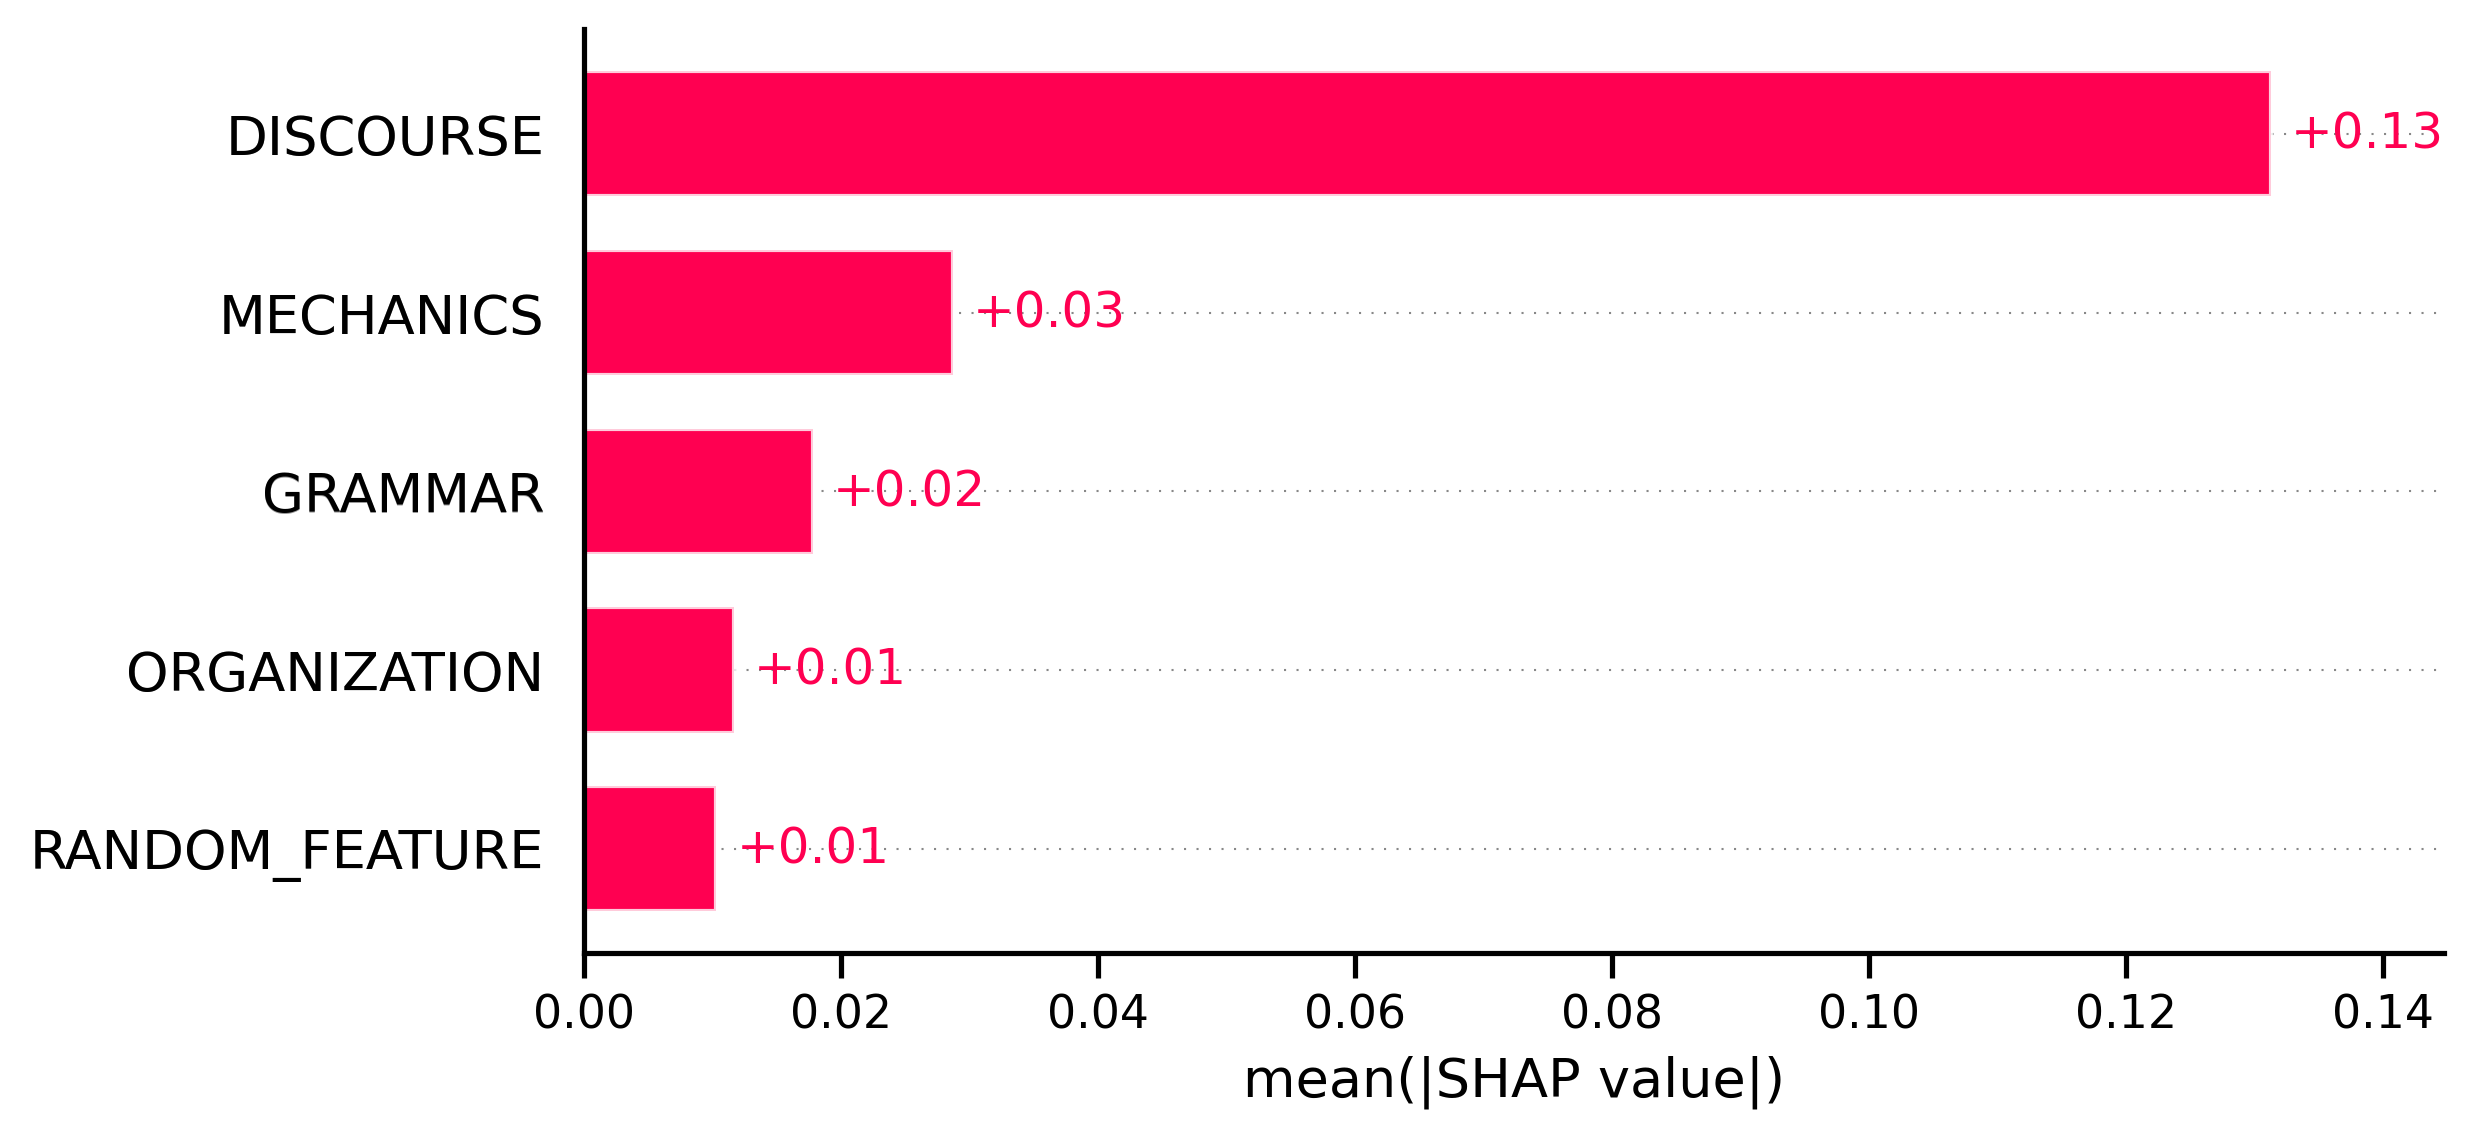 DISCOURSE +0.13
MECHANICS +0.03
GRAMMAR +0.02
ORGANIZATION +0.01
RANDOM_FEATURE +0.01
0.00 0.02 0.04 0.06 0.08 0.10 0.12 0.14
mean(|SHAP value|)